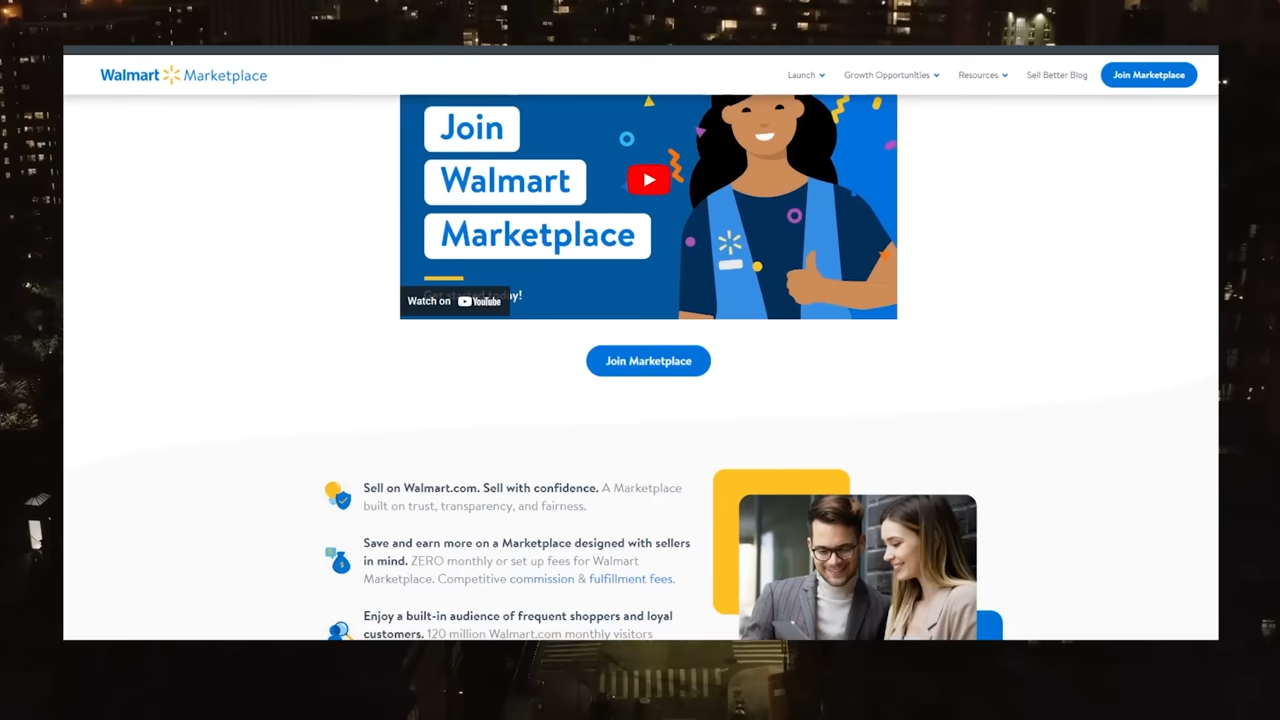 Walmart Marketplace
Launch
Growth Opportunities
Resources
Sell Better Blog
Join Marketplace
Join
Walmart
Marketplace
Get started today!
Watch on YouTube
Join Marketplace
Sell on Walmart.com. Sell with confidence. A Marketplace
built on trust, transparency, and fairness.
Save and earn more on a Marketplace designed with sellers
in mind. ZERO monthly or set up fees for Walmart
Marketplace. Competitive commission & fulfillment fees.
Enjoy a built-in audience of frequent shoppers and loyal
customers. 120 million Walmart.com monthly visitors